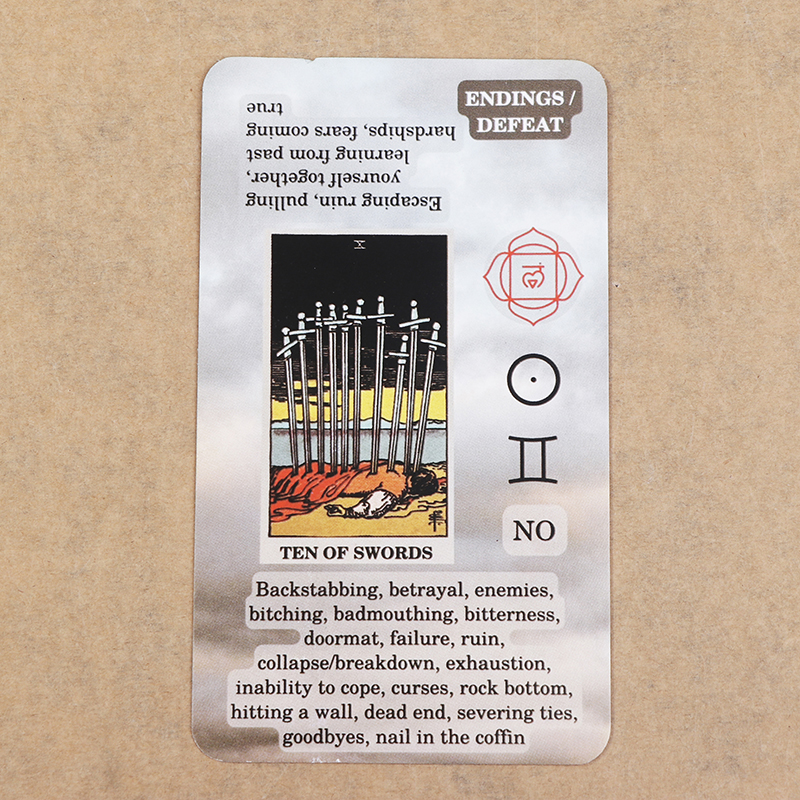 ENDINGS /
DEFEAT
Escaping ruin, pulling
yourself together,
learning from past
hardships, fears coming
true
X
लं
NO
TEN OF SWORDS
Backstabbing, betrayal, enemies,
bitching, badmouthing, bitterness,
doormat, failure, ruin,
collapse/breakdown, exhaustion,
inability to cope, curses, rock bottom,
hitting a wall, dead end, severing ties,
goodbyes, nail in the coffin